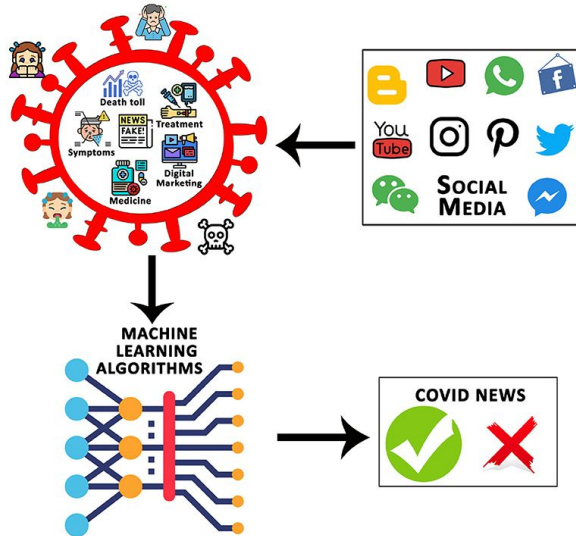 Death toll
NEWS
FAKE!
Treatment
Symptoms
Digital
Marketing
Medicine
f
You
Tube
SOCIAL
MEDIA
MACHINE
LEARNING
ALGORITHMS
COVID NEWS